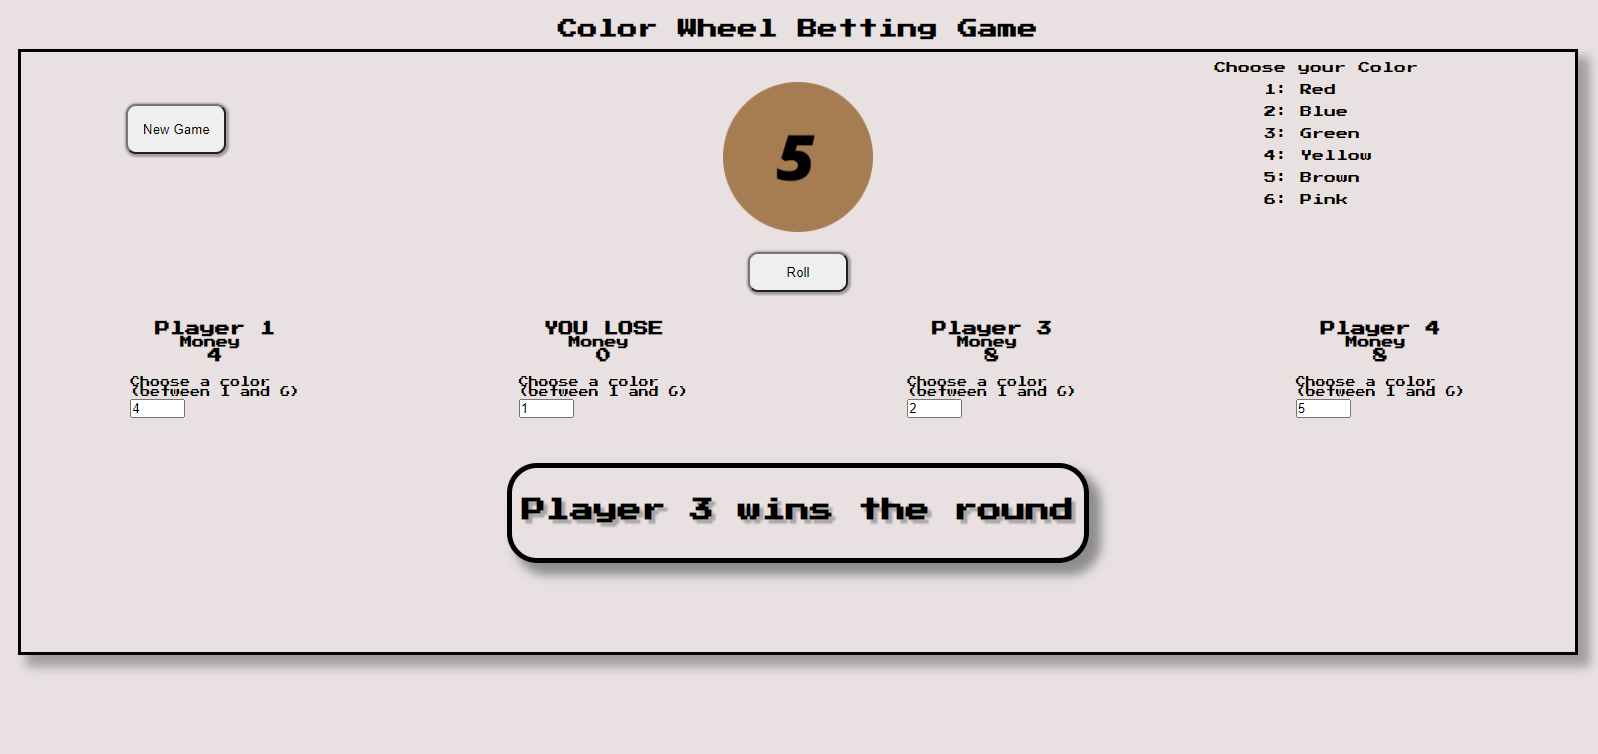 Color Wheel Betting Game
New Game
5
Roll
Choose your Color
1: Red
2: Blue
3: Green
4: Yellow
5: Brown
6: Pink
Player 1
Money
4
Choose a color
(between 1 and 6)
4
YOU LOSE
Money
0
Choose a color
(between 1 and 6)
1
Player 3
Money
8
Choose a color
(between 1 and 6)
2
Player 4
Money
8
Choose a color
(between 1 and 6)
5
Player 3 wins the round